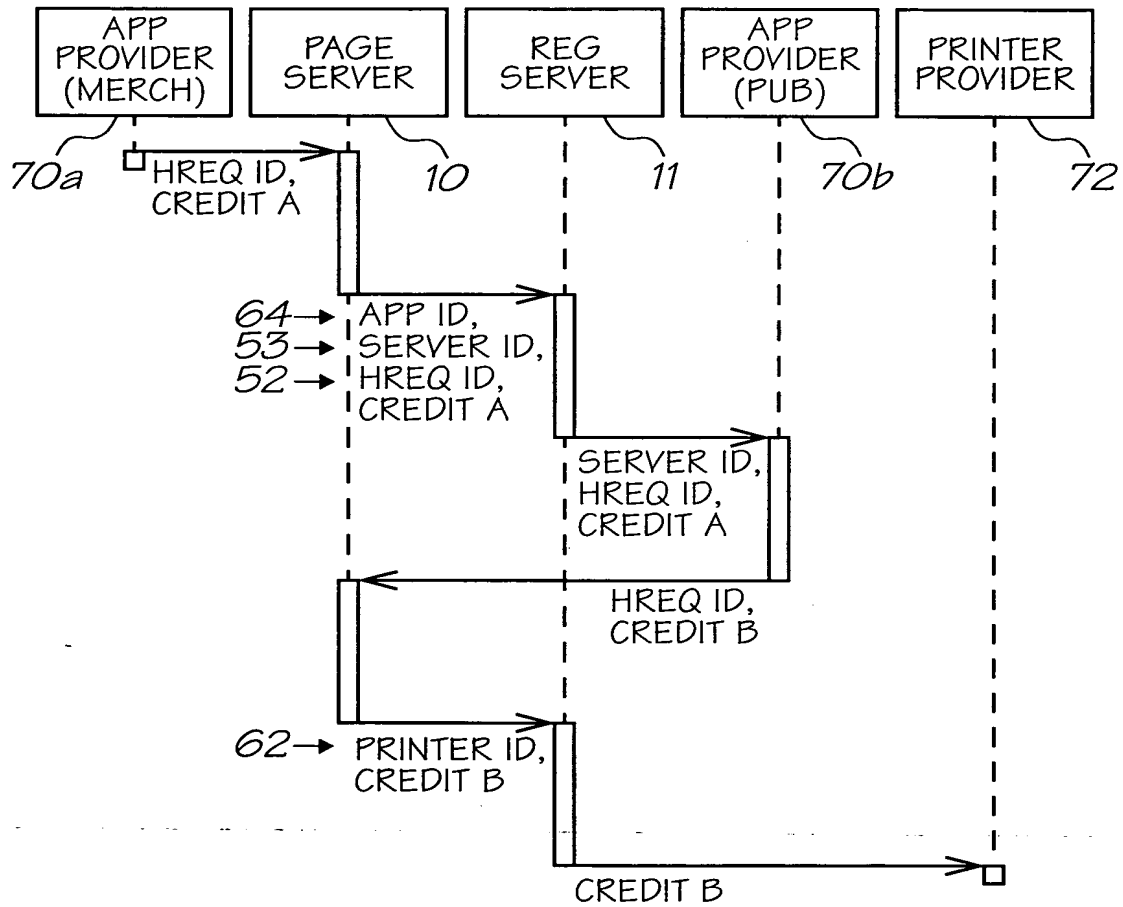 APP
PROVIDER
(MERCH)
PAGE
SERVER
REG
SERVER
APP
PROVIDER
(PUB)
PRINTER
PROVIDER
70a
10
11
70b
72
HREQ ID,
CREDIT A
64
APP ID,
53
SERVER ID,
52
HREQ ID,
CREDIT A
SERVER ID,
HREQ ID,
CREDIT A
HREQ ID,
CREDIT B
62
PRINTER ID,
CREDIT B
CREDIT B